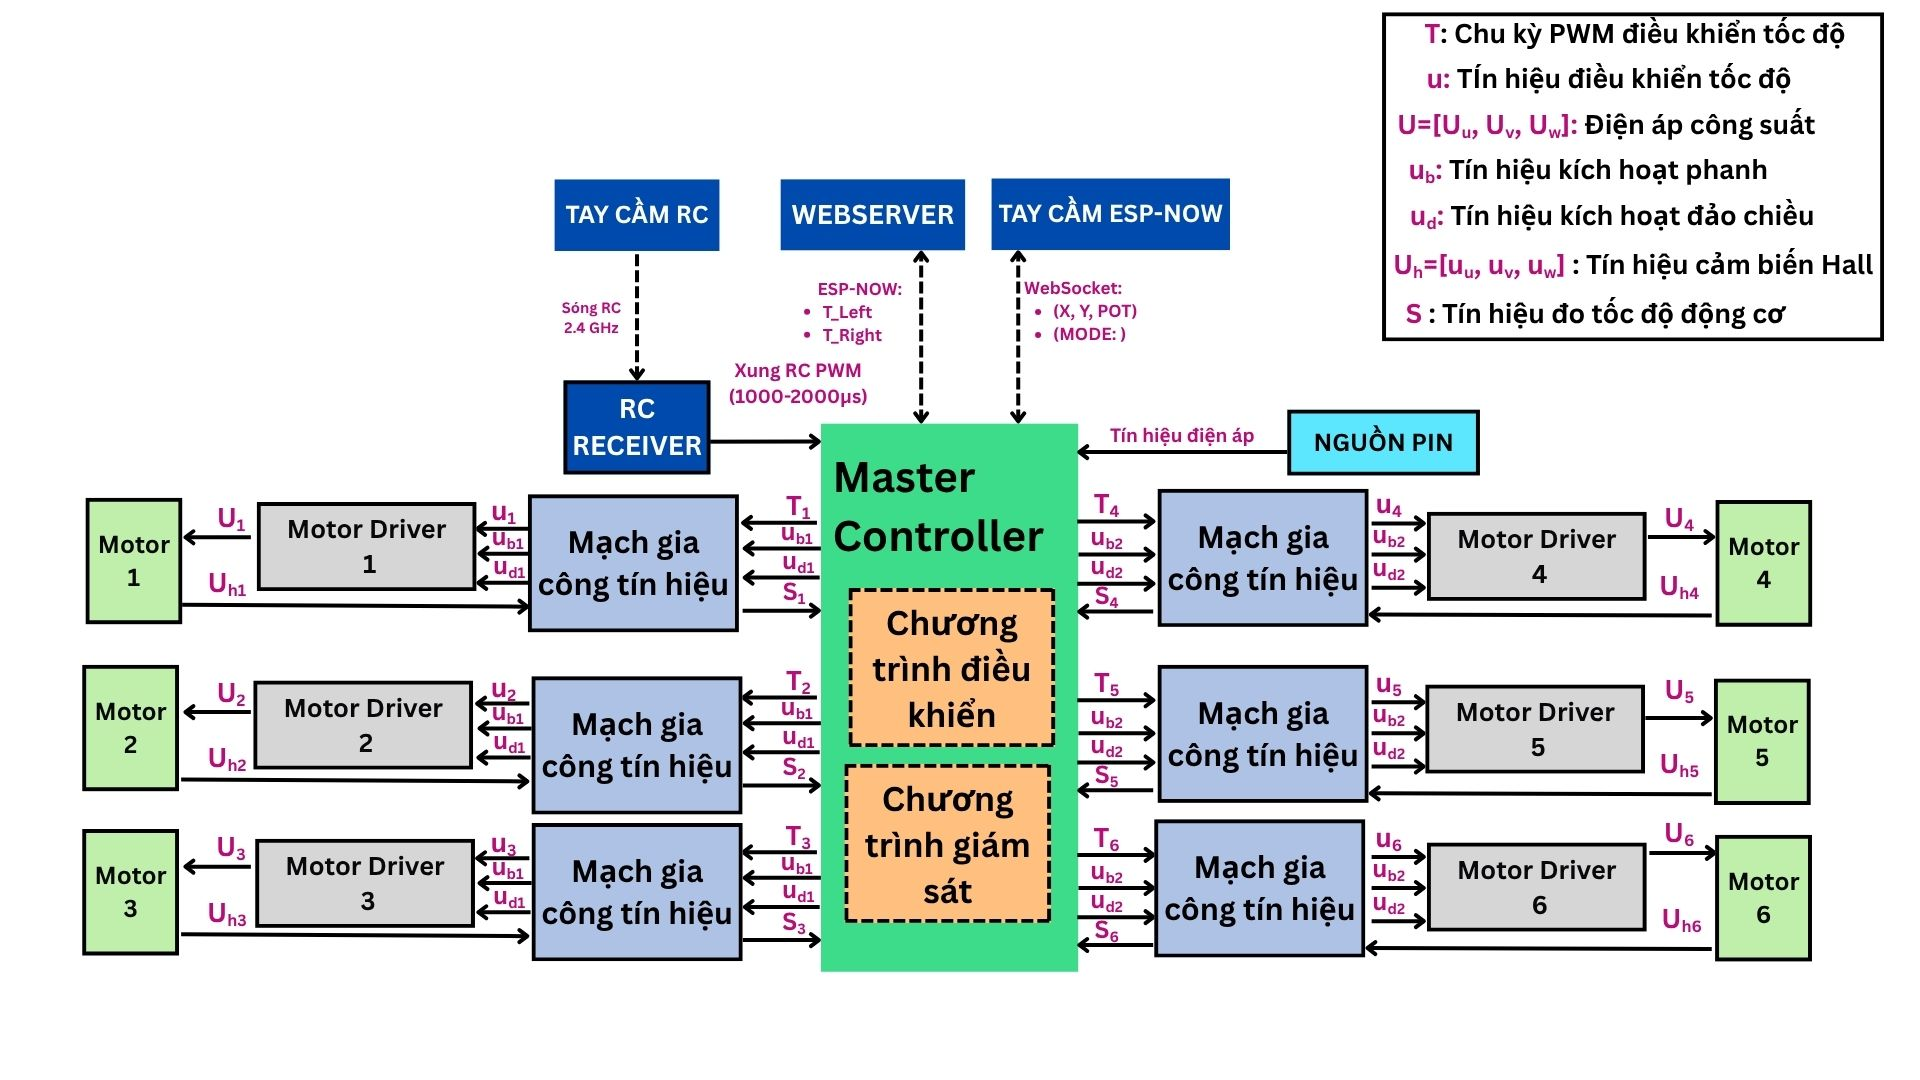 T: Chu kỳ PWM điều khiển tốc độ
u: TÍn hiệu điều khiển tốc độ
U=[Uu, Uv, Uw]: Điện áp công suất
ub: Tín hiệu kích hoạt phanh
ud: Tín hiệu kích hoạt đảo chiều
Uh=[uu, uv, uw] : Tín hiệu cảm biến Hall
S : Tín hiệu đo tốc độ động cơ
TAY CẦM RC
WEBSERVER
TAY CẦM ESP-NOW
Sóng RC
2.4 GHz
ESP-NOW:
• T_Left
• T_Right
WebSocket:
• (X, Y, POT)
• (MODE: )
Xung RC PWM
(1000-2000µs)
RC
RECEIVER
Tín hiệu điện áp
NGUỒN PIN
Master
Controller
Chương
trình điều
khiển
Chương
trình giám
sát
Motor
1
U1
Uh1
Motor Driver
1
u1
ub1
ud1
Mạch gia
công tín hiệu
T1
ub1
ud1
S1
T4
ub2
ud2
S4
Mạch gia
công tín hiệu
u4
ub2
ud2
Motor Driver
4
U4
Uh4
Motor
4
Motor
2
U2
Uh2
Motor Driver
2
u2
ub1
ud1
Mạch gia
công tín hiệu
T2
ub1
ud1
S2
T5
ub2
ud2
S5
Mạch gia
công tín hiệu
u5
ub2
ud2
Motor Driver
5
U5
Uh5
Motor
5
Motor
3
U3
Uh3
Motor Driver
3
u3
ub1
ud1
Mạch gia
công tín hiệu
T3
ub1
ud1
S3
T6
ub2
ud2
S6
Mạch gia
công tín hiệu
u6
ub2
ud2
Motor Driver
6
U6
Uh6
Motor
6